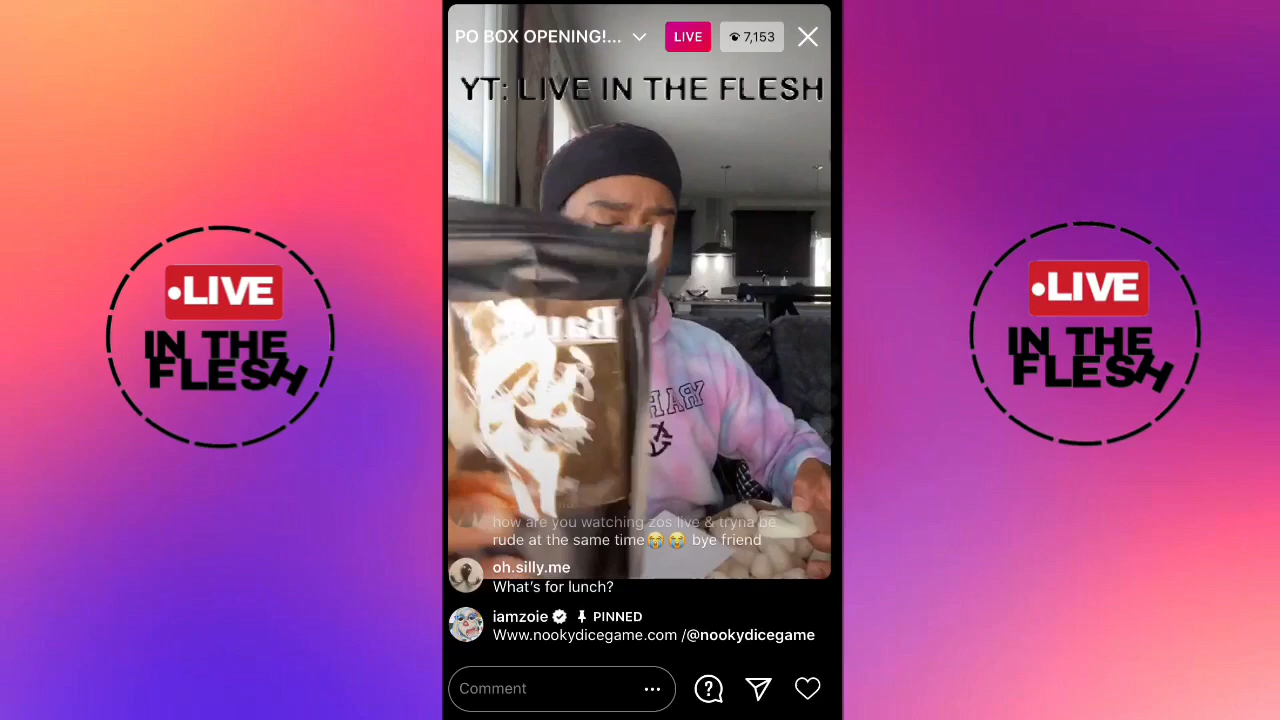 PO BOX OPENING!...
LIVE
7,153
YT: LIVE IN THE FLESH
LIVE
IN THE
FLESH
LIVE
IN THE
FLESH
HARY
how are you watching zos live & tryna be
rude at the same time😭😭 bye friend
oh.silly.me
What's for lunch?
iamzoie PINNED
Www.nookydicegame.com /@nookydicegame
Comment